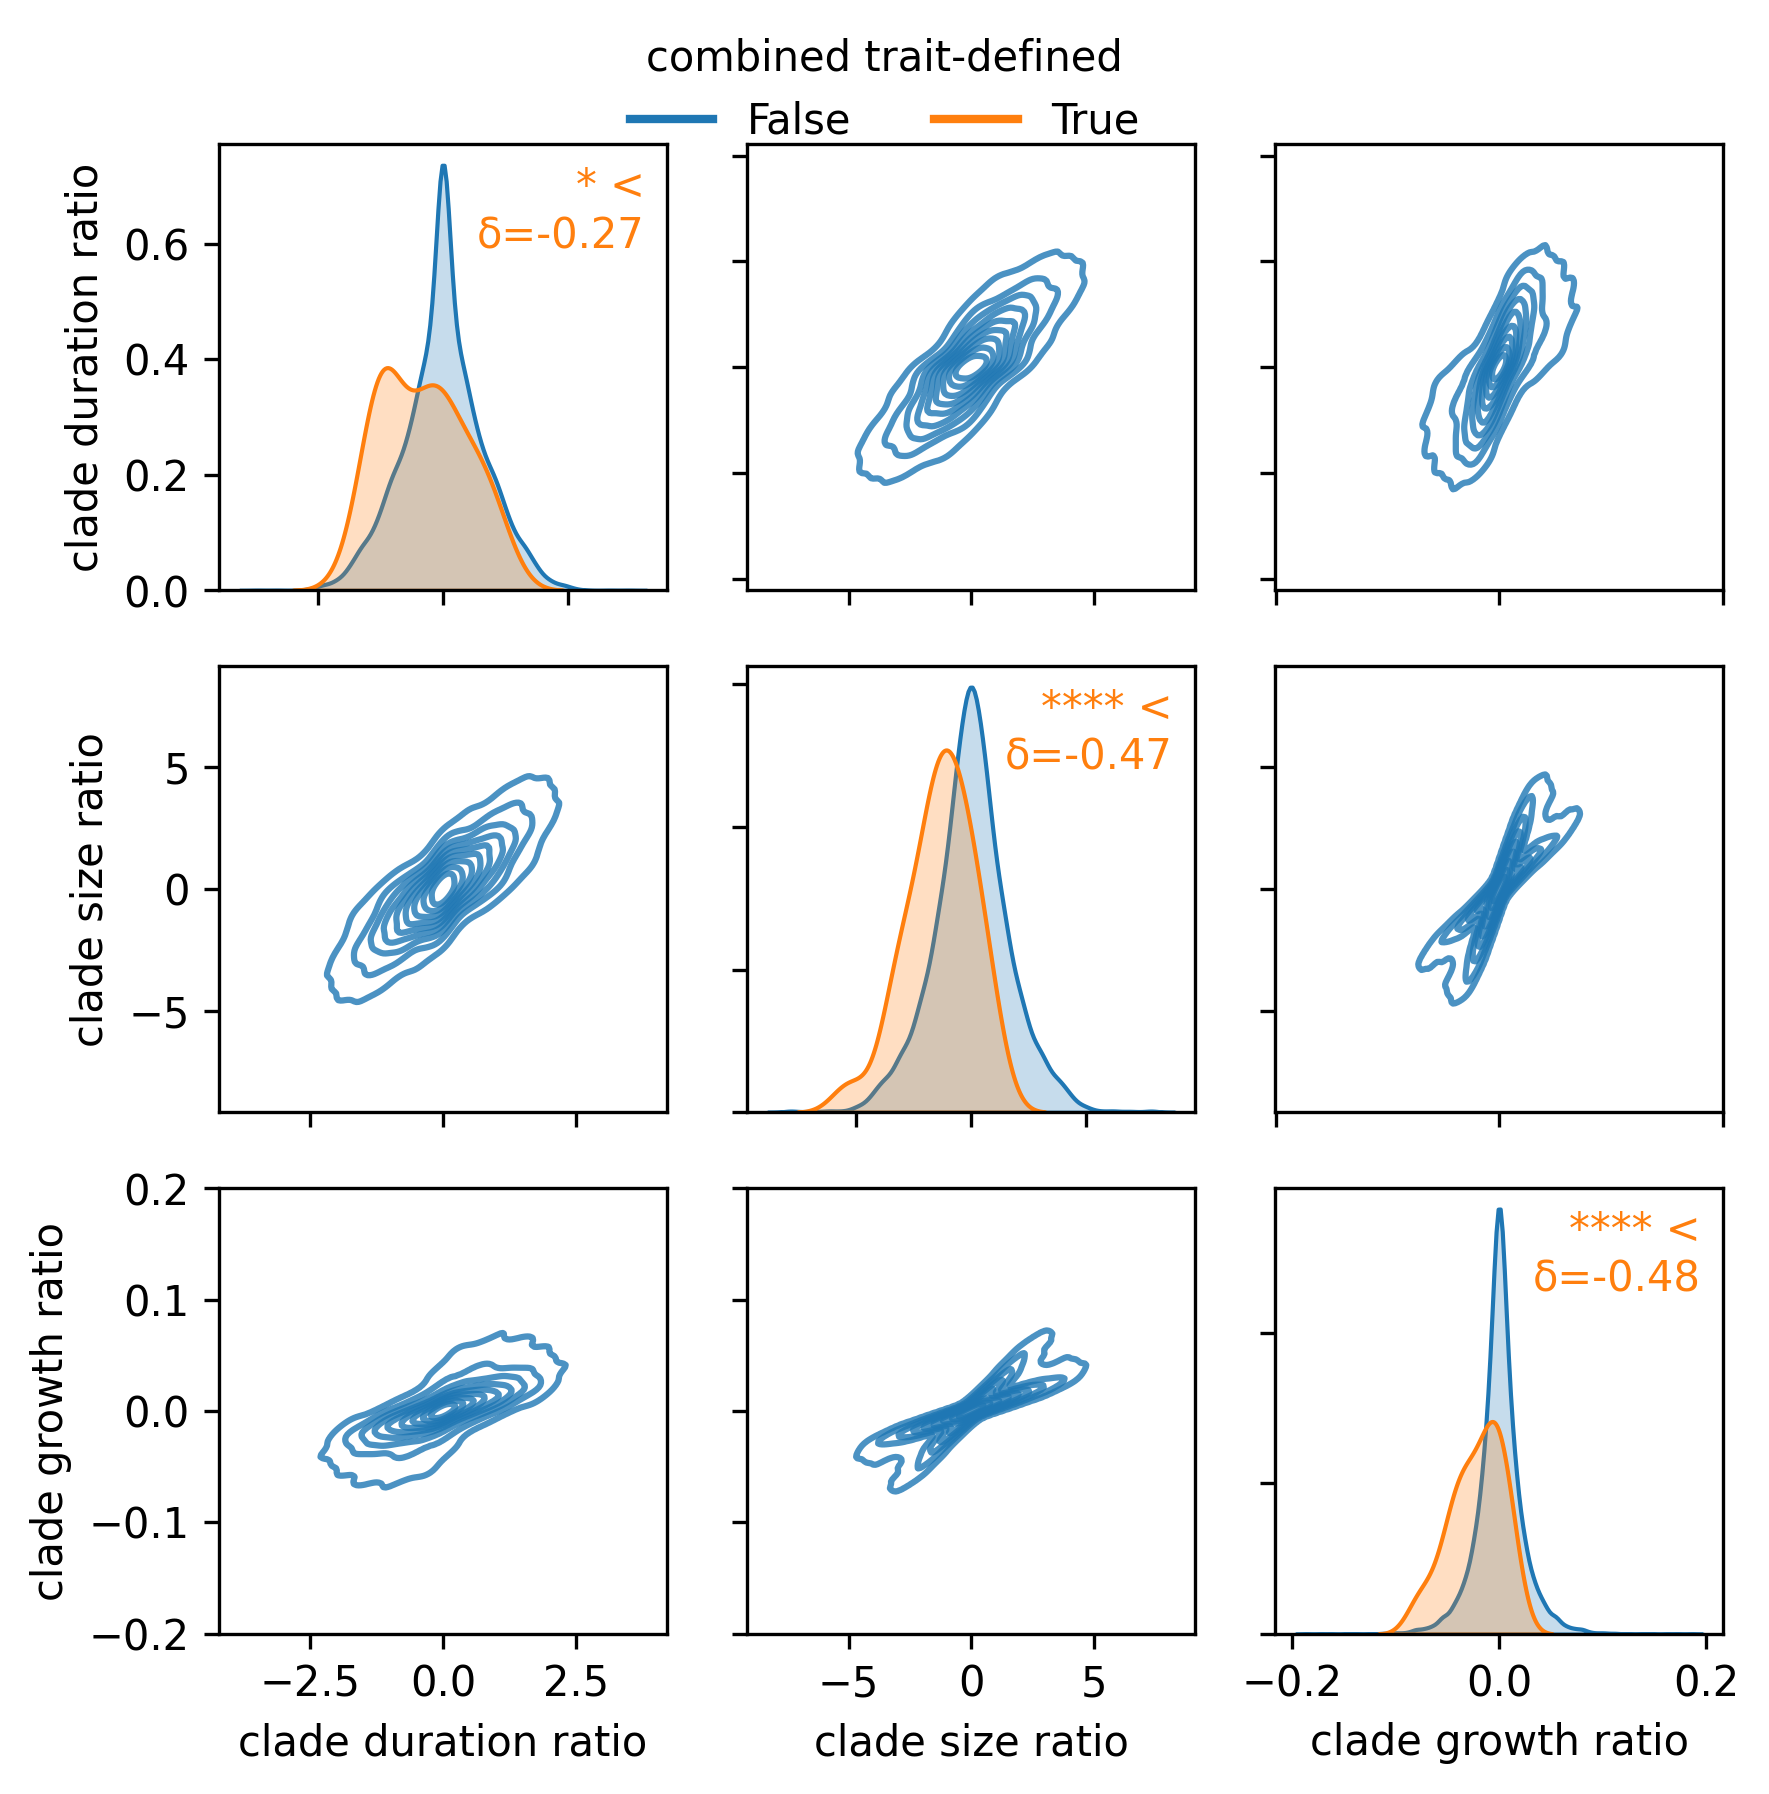 combined trait-defined
False True
clade duration ratio
0.6
0.4
0.2
0.0
* <
δ=-0.27
clade size ratio
5
0
−5
**** <
δ=-0.47
clade growth ratio
0.2
0.1
0.0
−0.1
−0.2
**** <
δ=-0.48
−2.5 0.0 2.5
−5 0 5
−0.2 0.0 0.2
clade duration ratio
clade size ratio
clade growth ratio